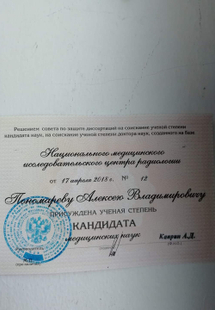 Решением совета по защите диссертаций на соискание ученой степени
кандидата наук, на соискание ученой степени доктора наук, созданного на базе
Национального медицинского
исследовательского центра радиологии
от 17 апреля 2018 г. № 12
Пономареву Алексею Владимировичу
ПРИСУЖДЕНА УЧЕНАЯ СТЕПЕНЬ
КАНДИДАТА
медицинских наук
Каприн А.Д.